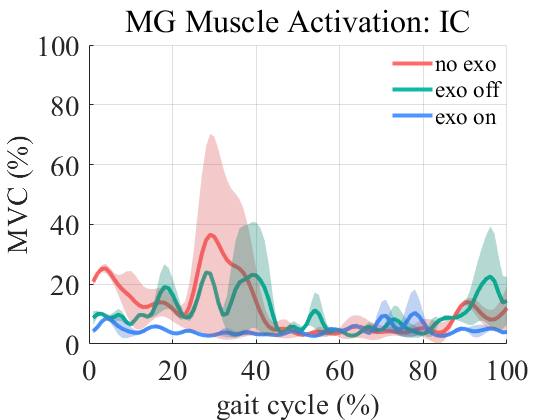 MG Muscle Activation: IC
100
80
60
40
20
0
MVC (%)
no exo
exo off
exo on
0 20 40 60 80 100
gait cycle (%)